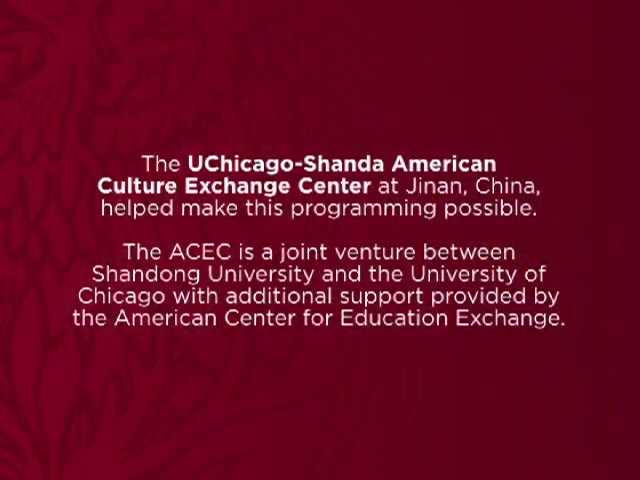 The UChicago-Shanda American
Culture Exchange Center at Jinan, China,
helped make this programming possible.
The ACEC is a joint venture between
Shandong University and the University of
Chicago with additional support provided by
the American Center for Education Exchange.